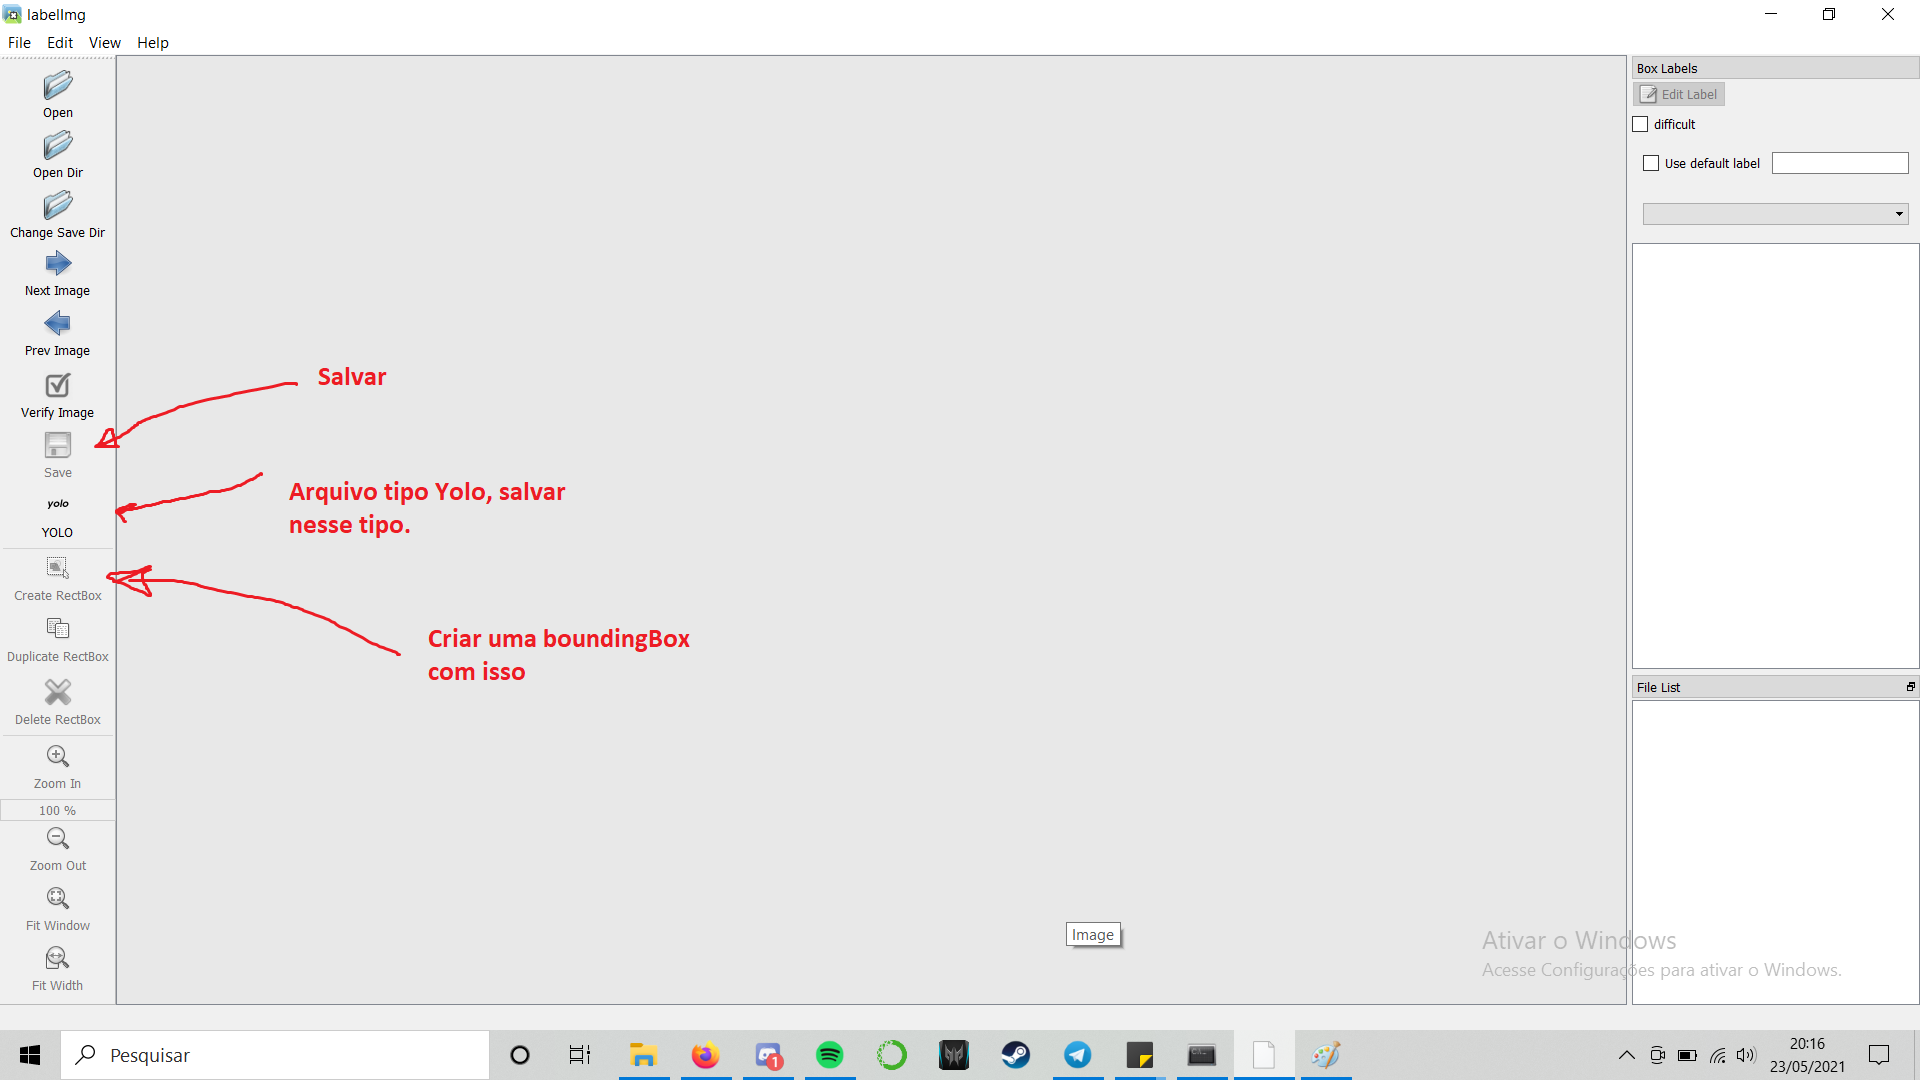 labelImg
File Edit View Help
Open
Open Dir
Change Save Dir
Next Image
Prev Image
Verify Image
Save
yolo
YOLO
Create RectBox
Duplicate RectBox
Delete RectBox
Zoom In
100 %
Zoom Out
Fit Window
Fit Width
Salvar
Arquivo tipo Yolo, salvar
nesse tipo.
Criar uma boundingBox
com isso
Image
Box Labels
Edit Label
difficult
Use default label
File List
Ativar o Windows
Acesse Configurações para ativar o Windows.
Pesquisar
1
20:16
23/05/2021